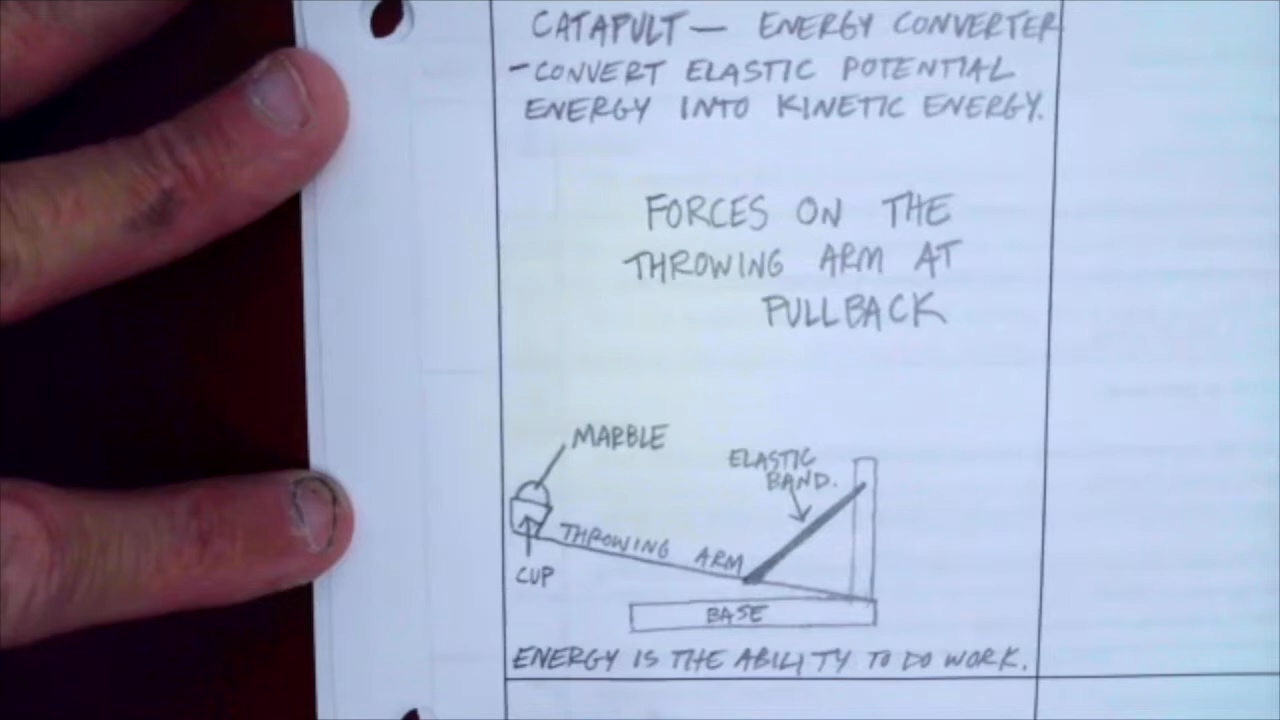 CATAPULT — ENERGY CONVERTER
- CONVERT ELASTIC POTENTIAL
ENERGY INTO KINETIC ENERGY.
FORCES ON THE
THROWING ARM AT
PULLBACK
MARBLE
ELASTIC
BAND.
THROWING ARM
CUP
BASE
ENERGY IS THE ABILITY TO DO WORK.